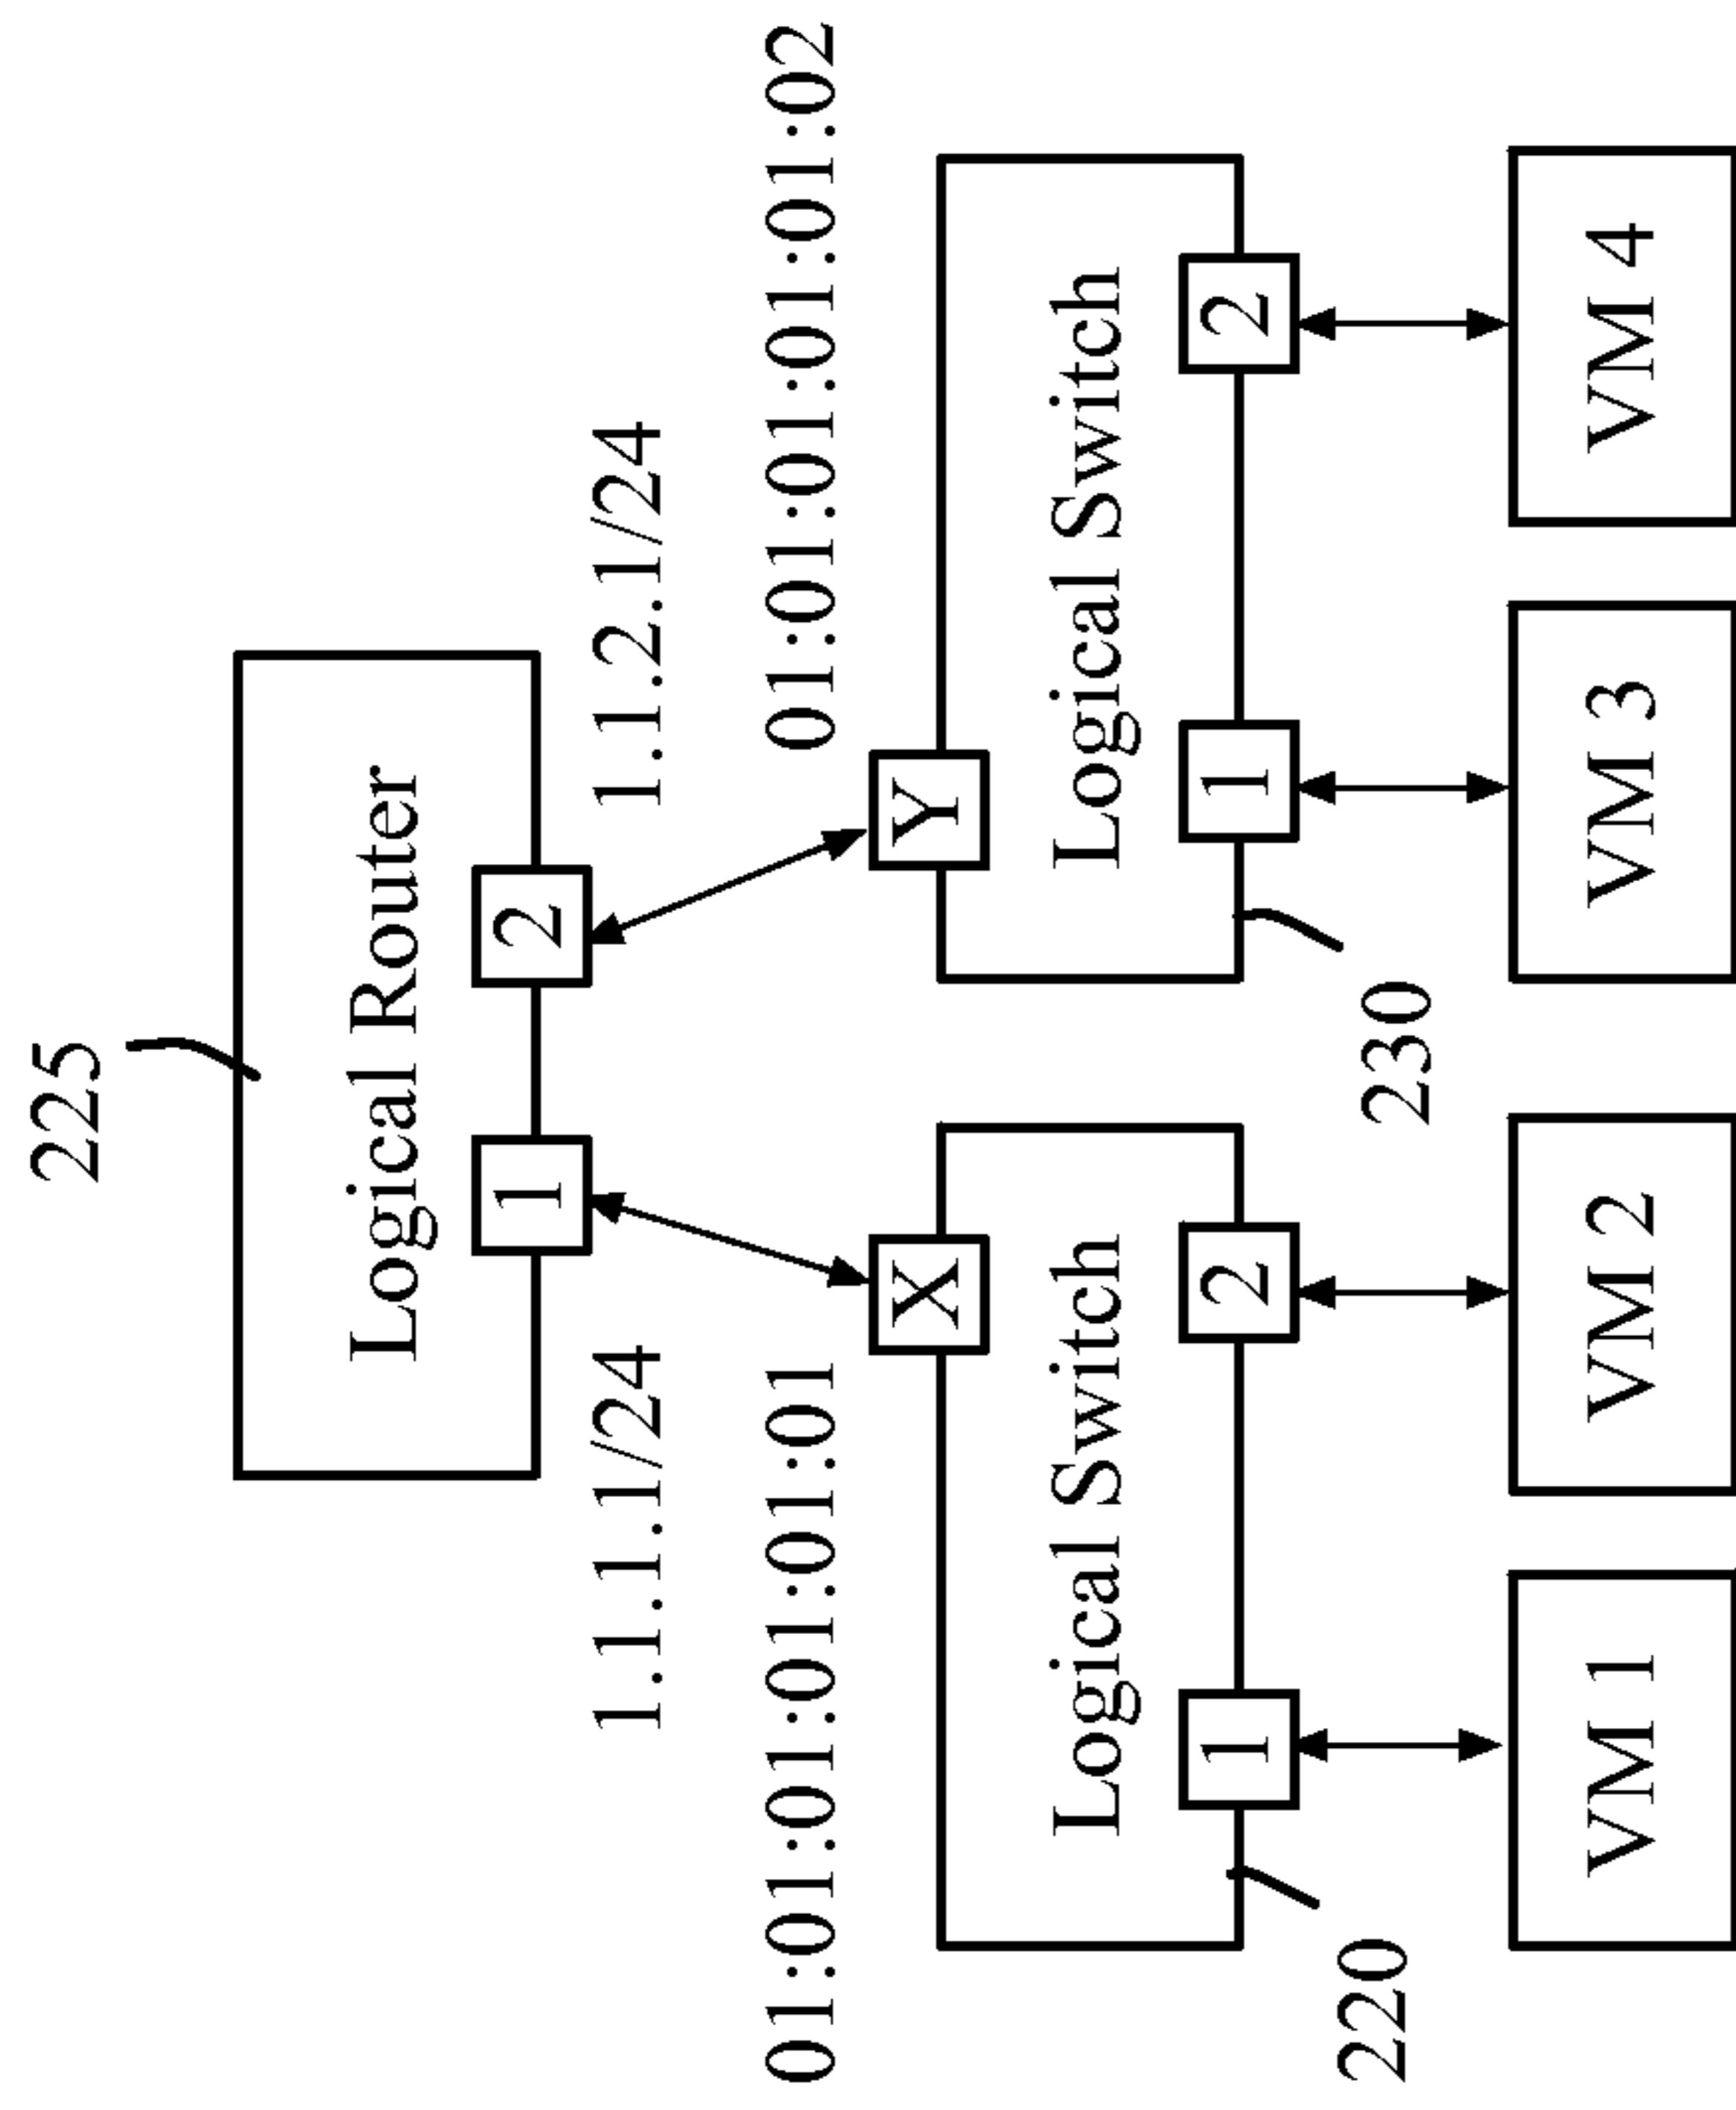 225
Logical Router
1
2
1.1.1.1/24
1.1.2.1/24
01:01:01:01:01:01
01:01:01:01:01:02
X
Y
Logical Switch
Logical Switch
1
2
1
2
220
230
VM 1
VM 2
VM 3
VM 4